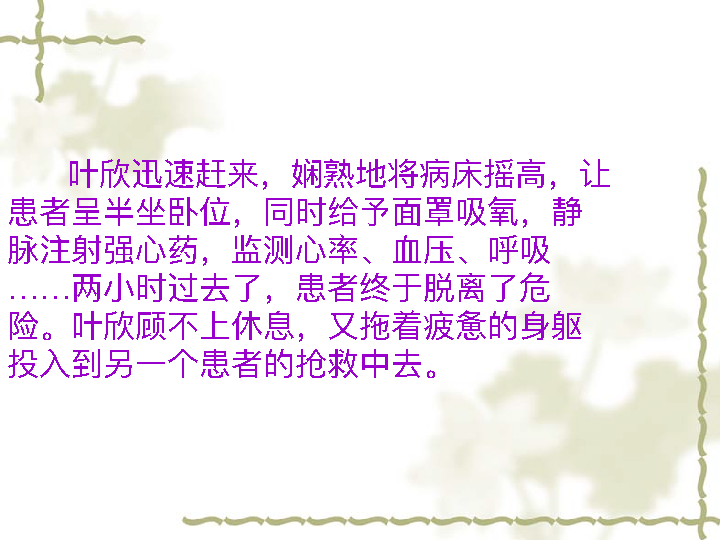 叶欣迅速赶来，娴熟地将病床摇高，让
患者呈半坐卧位，同时给予面罩吸氧，静
脉注射强心药，监测心率、血压、呼吸
……两小时过去了，患者终于脱离了危
险。叶欣顾不上休息，又拖着疲惫的身躯
投入到另一个患者的抢救中去。